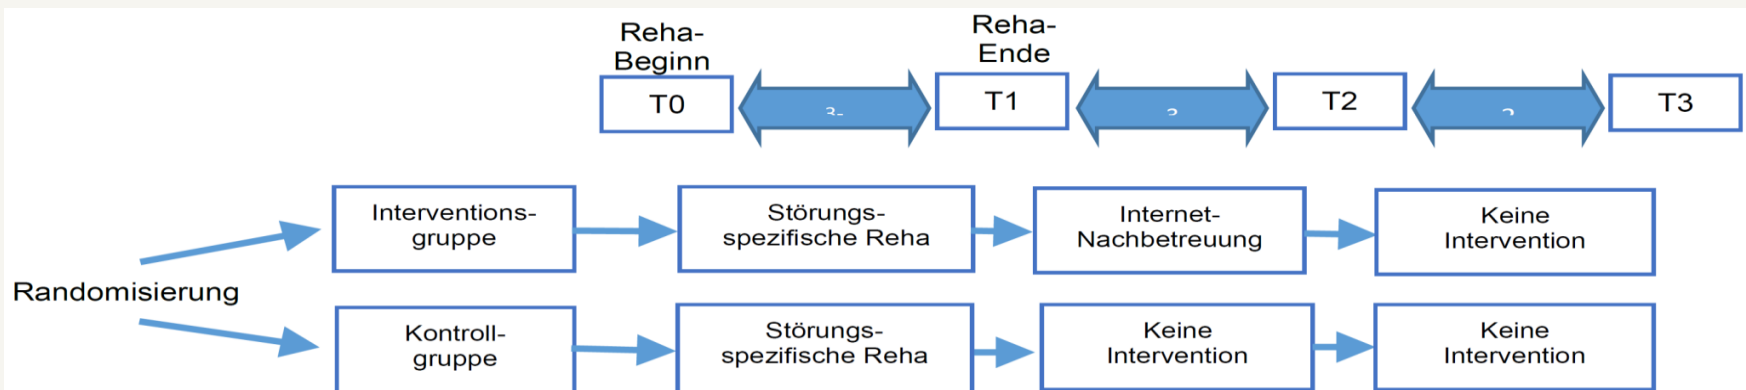 Reha-
Beginn
Reha-
Ende
T0
T1
T2
T3
Interventions-
gruppe
Störungs-
spezifische Reha
Internet-
Nachbetreuung
Keine
Intervention
Randomisierung
Kontroll-
gruppe
Störungs-
spezifische Reha
Keine
Intervention
Keine
Intervention